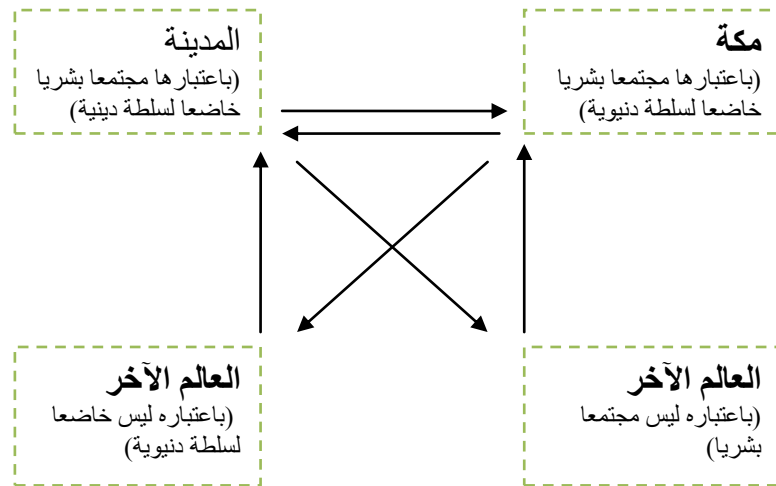 مكة
(باعتبارها مجتمعا بشريا
خاضعا لسلطة دنيوية)
المدينة
(باعتبارها مجتمعا بشريا
خاضعا لسلطة دينية)
العالم الآخر
(باعتباره ليس مجتمعا
بشريا)
العالم الآخر
(باعتباره ليس خاضعا
لسلطة دنيوية)